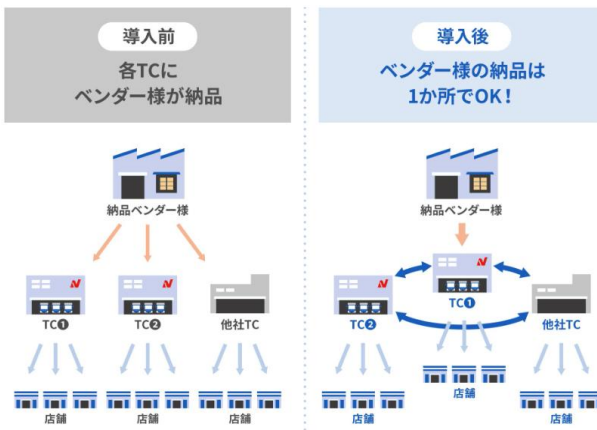 導入前
各TCに
ベンダー様が納品
納品ベンダー様
TC❶
TC❷
他社TC
店舗
店舗
店舗
導入後
ベンダー様の納品は
1か所でOK！
納品ベンダー様
TC❶
TC❷
他社TC
店舗
店舗
店舗